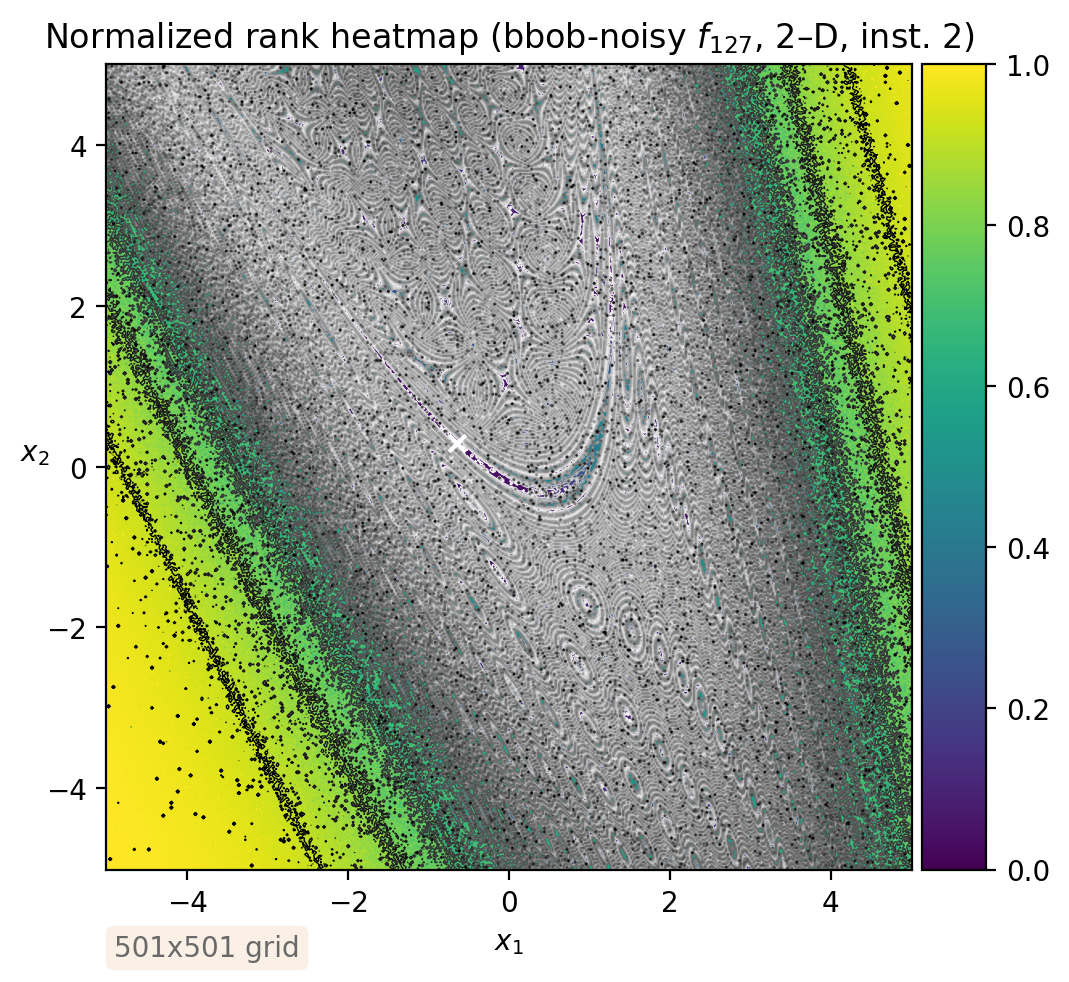 Normalized rank heatmap (bbob-noisy f₁₂₇, 2–D, inst. 2)
1.0
0.8
0.6
0.4
0.2
0.0
4
2
0
−2
−4
x₂
−4 −2 0 2 4
x₁
501x501 grid